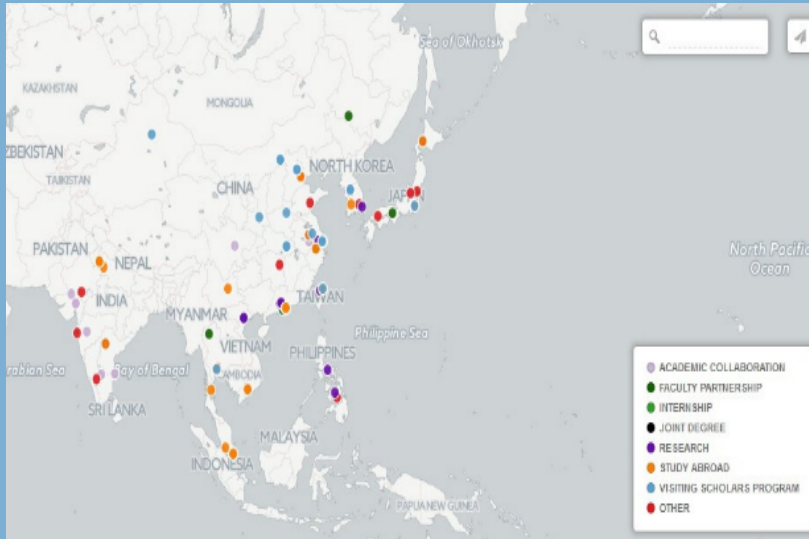 Sea of Okhotsk
KAZAKHSTAN
MONGOLIA
ZBEKISTAN
NORTH KOREA
TAJIKISTAN
CHINA
JAPAN
PAKISTAN
NEPAL
North Pacific
Ocean
INDIA
TAIWAN
MYANMAR
Philippine Sea
VIETNAM
PHILIPPINES
Arabian Sea
Bay of Bengal
CAMBODIA
SRI LANKA
MALAYSIA
INDONESIA
PAPUA NEW GUINEA
ACADEMIC COLLABORATION
FACULTY PARTNERSHIP
INTERNSHIP
JOINT DEGREE
RESEARCH
STUDY ABROAD
VISITING SCHOLARS PROGRAM
OTHER